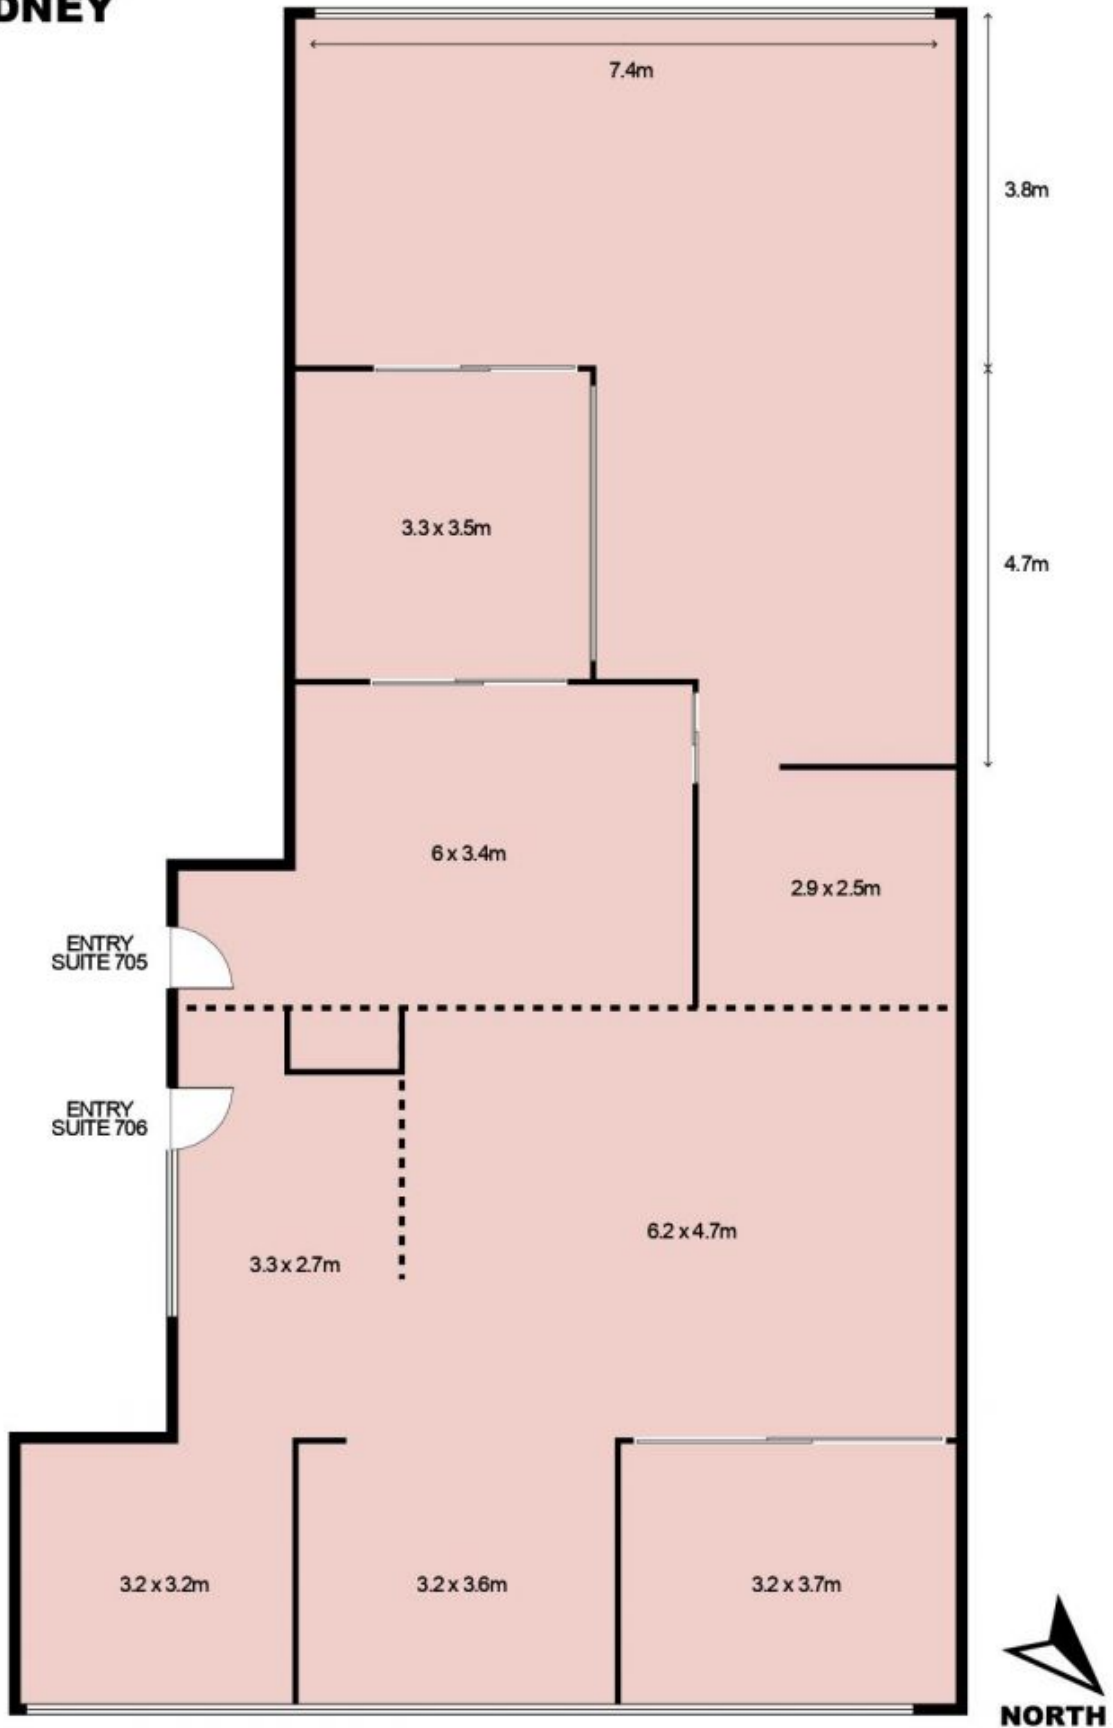 DNEY
7.4m
3.8m
3.3 x 3.5m
4.7m
6 x 3.4m
2.9 x 2.5m
ENTRY
SUITE 705
ENTRY
SUITE 706
6.2 x 4.7m
3.3 x 2.7m
3.2 x 3.2m
3.2 x 3.6m
3.2 x 3.7m
NORTH